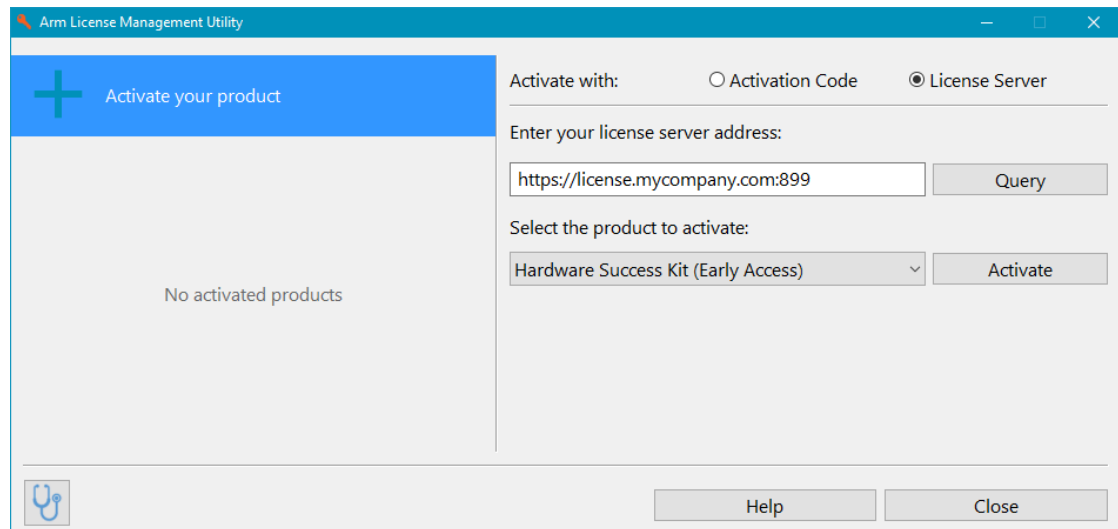 Arm License Management Utility
Activate your product
No activated products
Activate with: Activation Code License Server
Enter your license server address:
https://license.mycompany.com:899 Query
Select the product to activate:
Hardware Success Kit (Early Access) Activate
Help Close